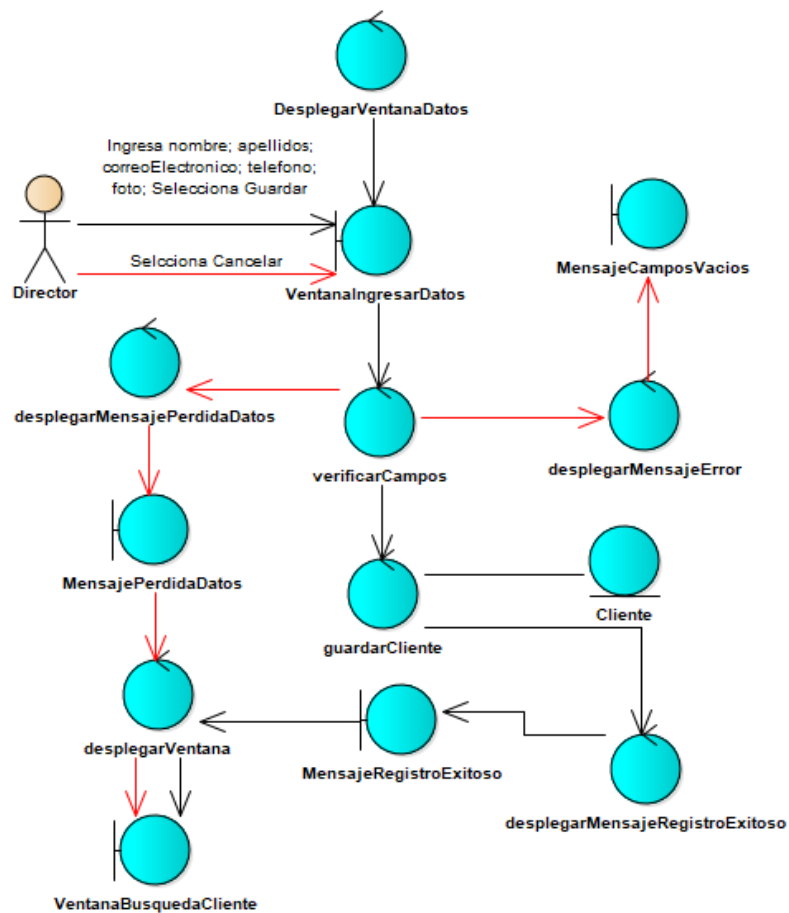 DesplegarVentanaDatos
Ingresa nombre; apellidos;
correoElectronico; telefono;
foto; Selecciona Guardar
Selcciona Cancelar
Director
VentanaIngresarDatos
MensajeCamposVacios
desplegarMensajePerdidaDatos
verificarCampos
desplegarMensajeError
MensajePerdidaDatos
Cliente
guardarCliente
desplegarVentana
MensajeRegistroExitoso
desplegarMensajeRegistroExitoso
VentanaBusquedaCliente